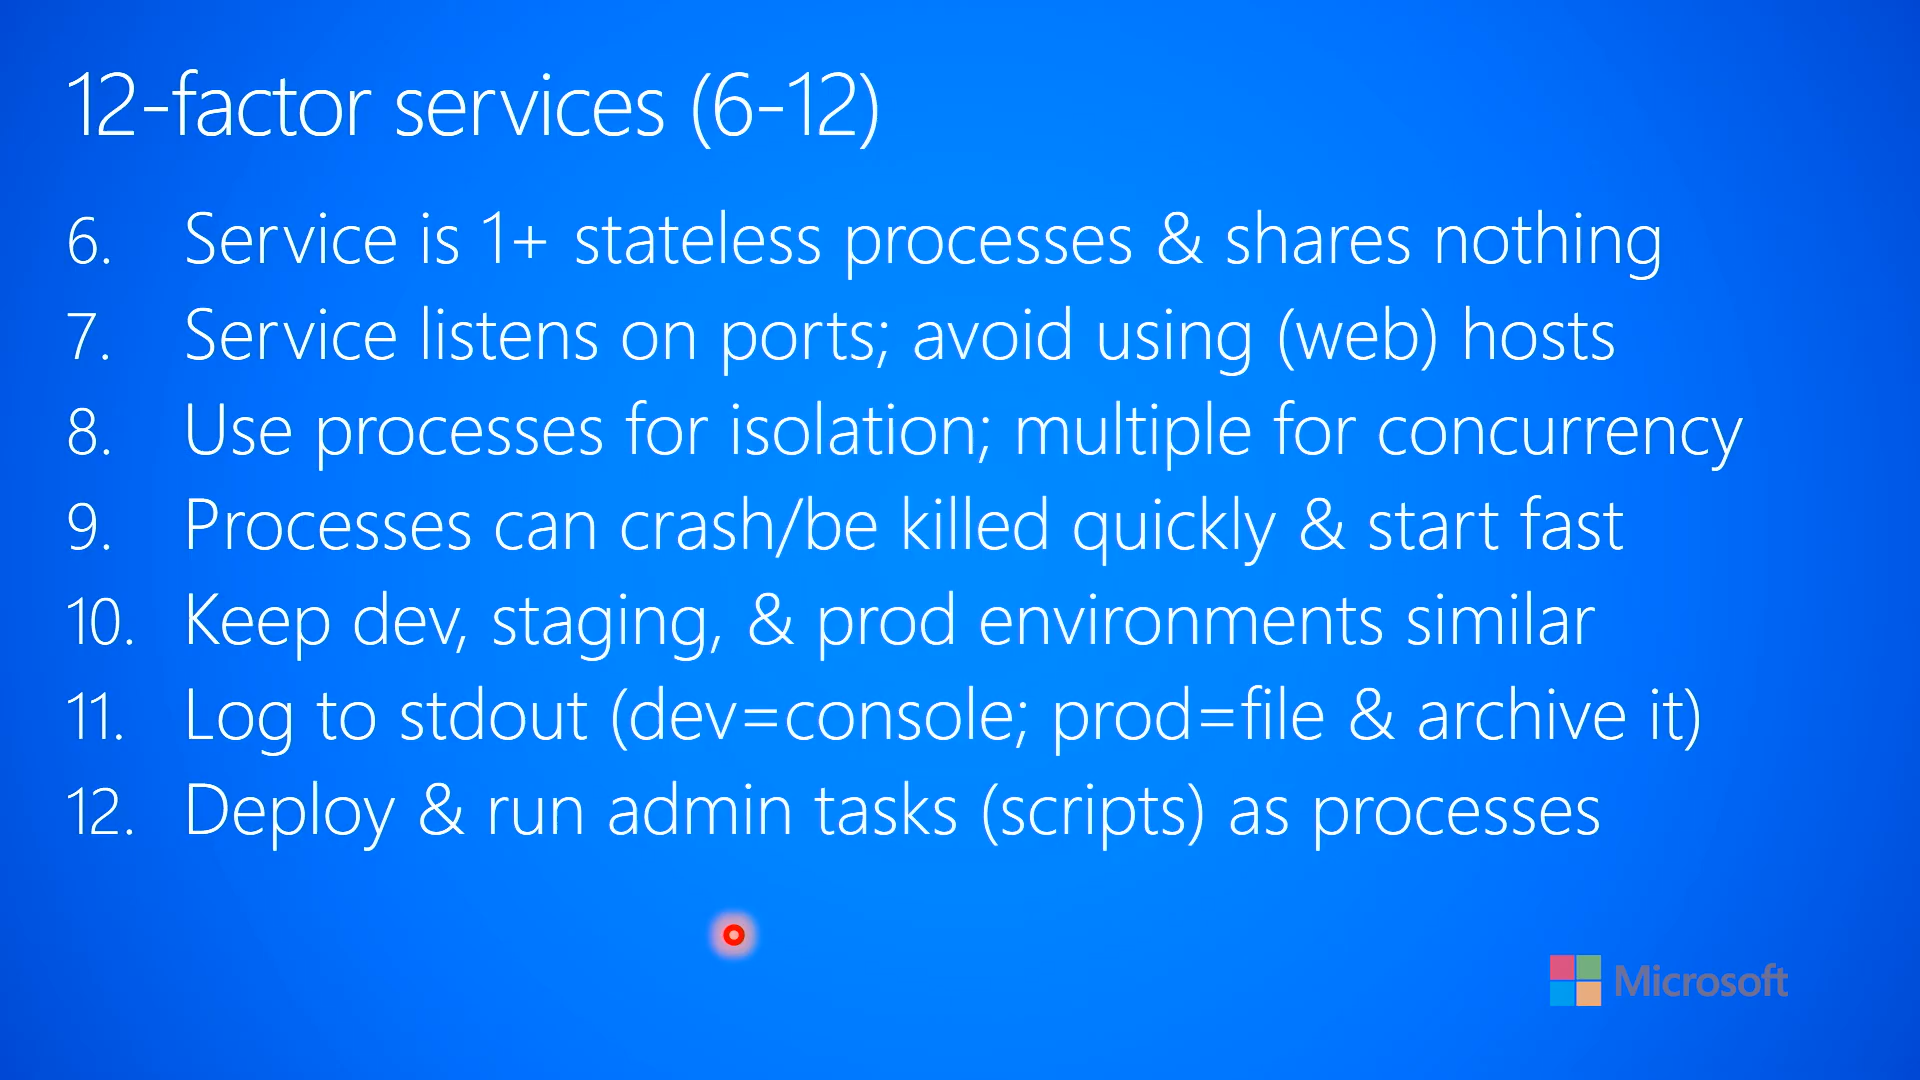 12-factor services (6-12)
6. Service is 1+ stateless processes & shares nothing
7. Service listens on ports; avoid using (web) hosts
8. Use processes for isolation; multiple for concurrency
9. Processes can crash/be killed quickly & start fast
10. Keep dev, staging, & prod environments similar
11. Log to stdout (dev=console; prod=file & archive it)
12. Deploy & run admin tasks (scripts) as processes
Microsoft